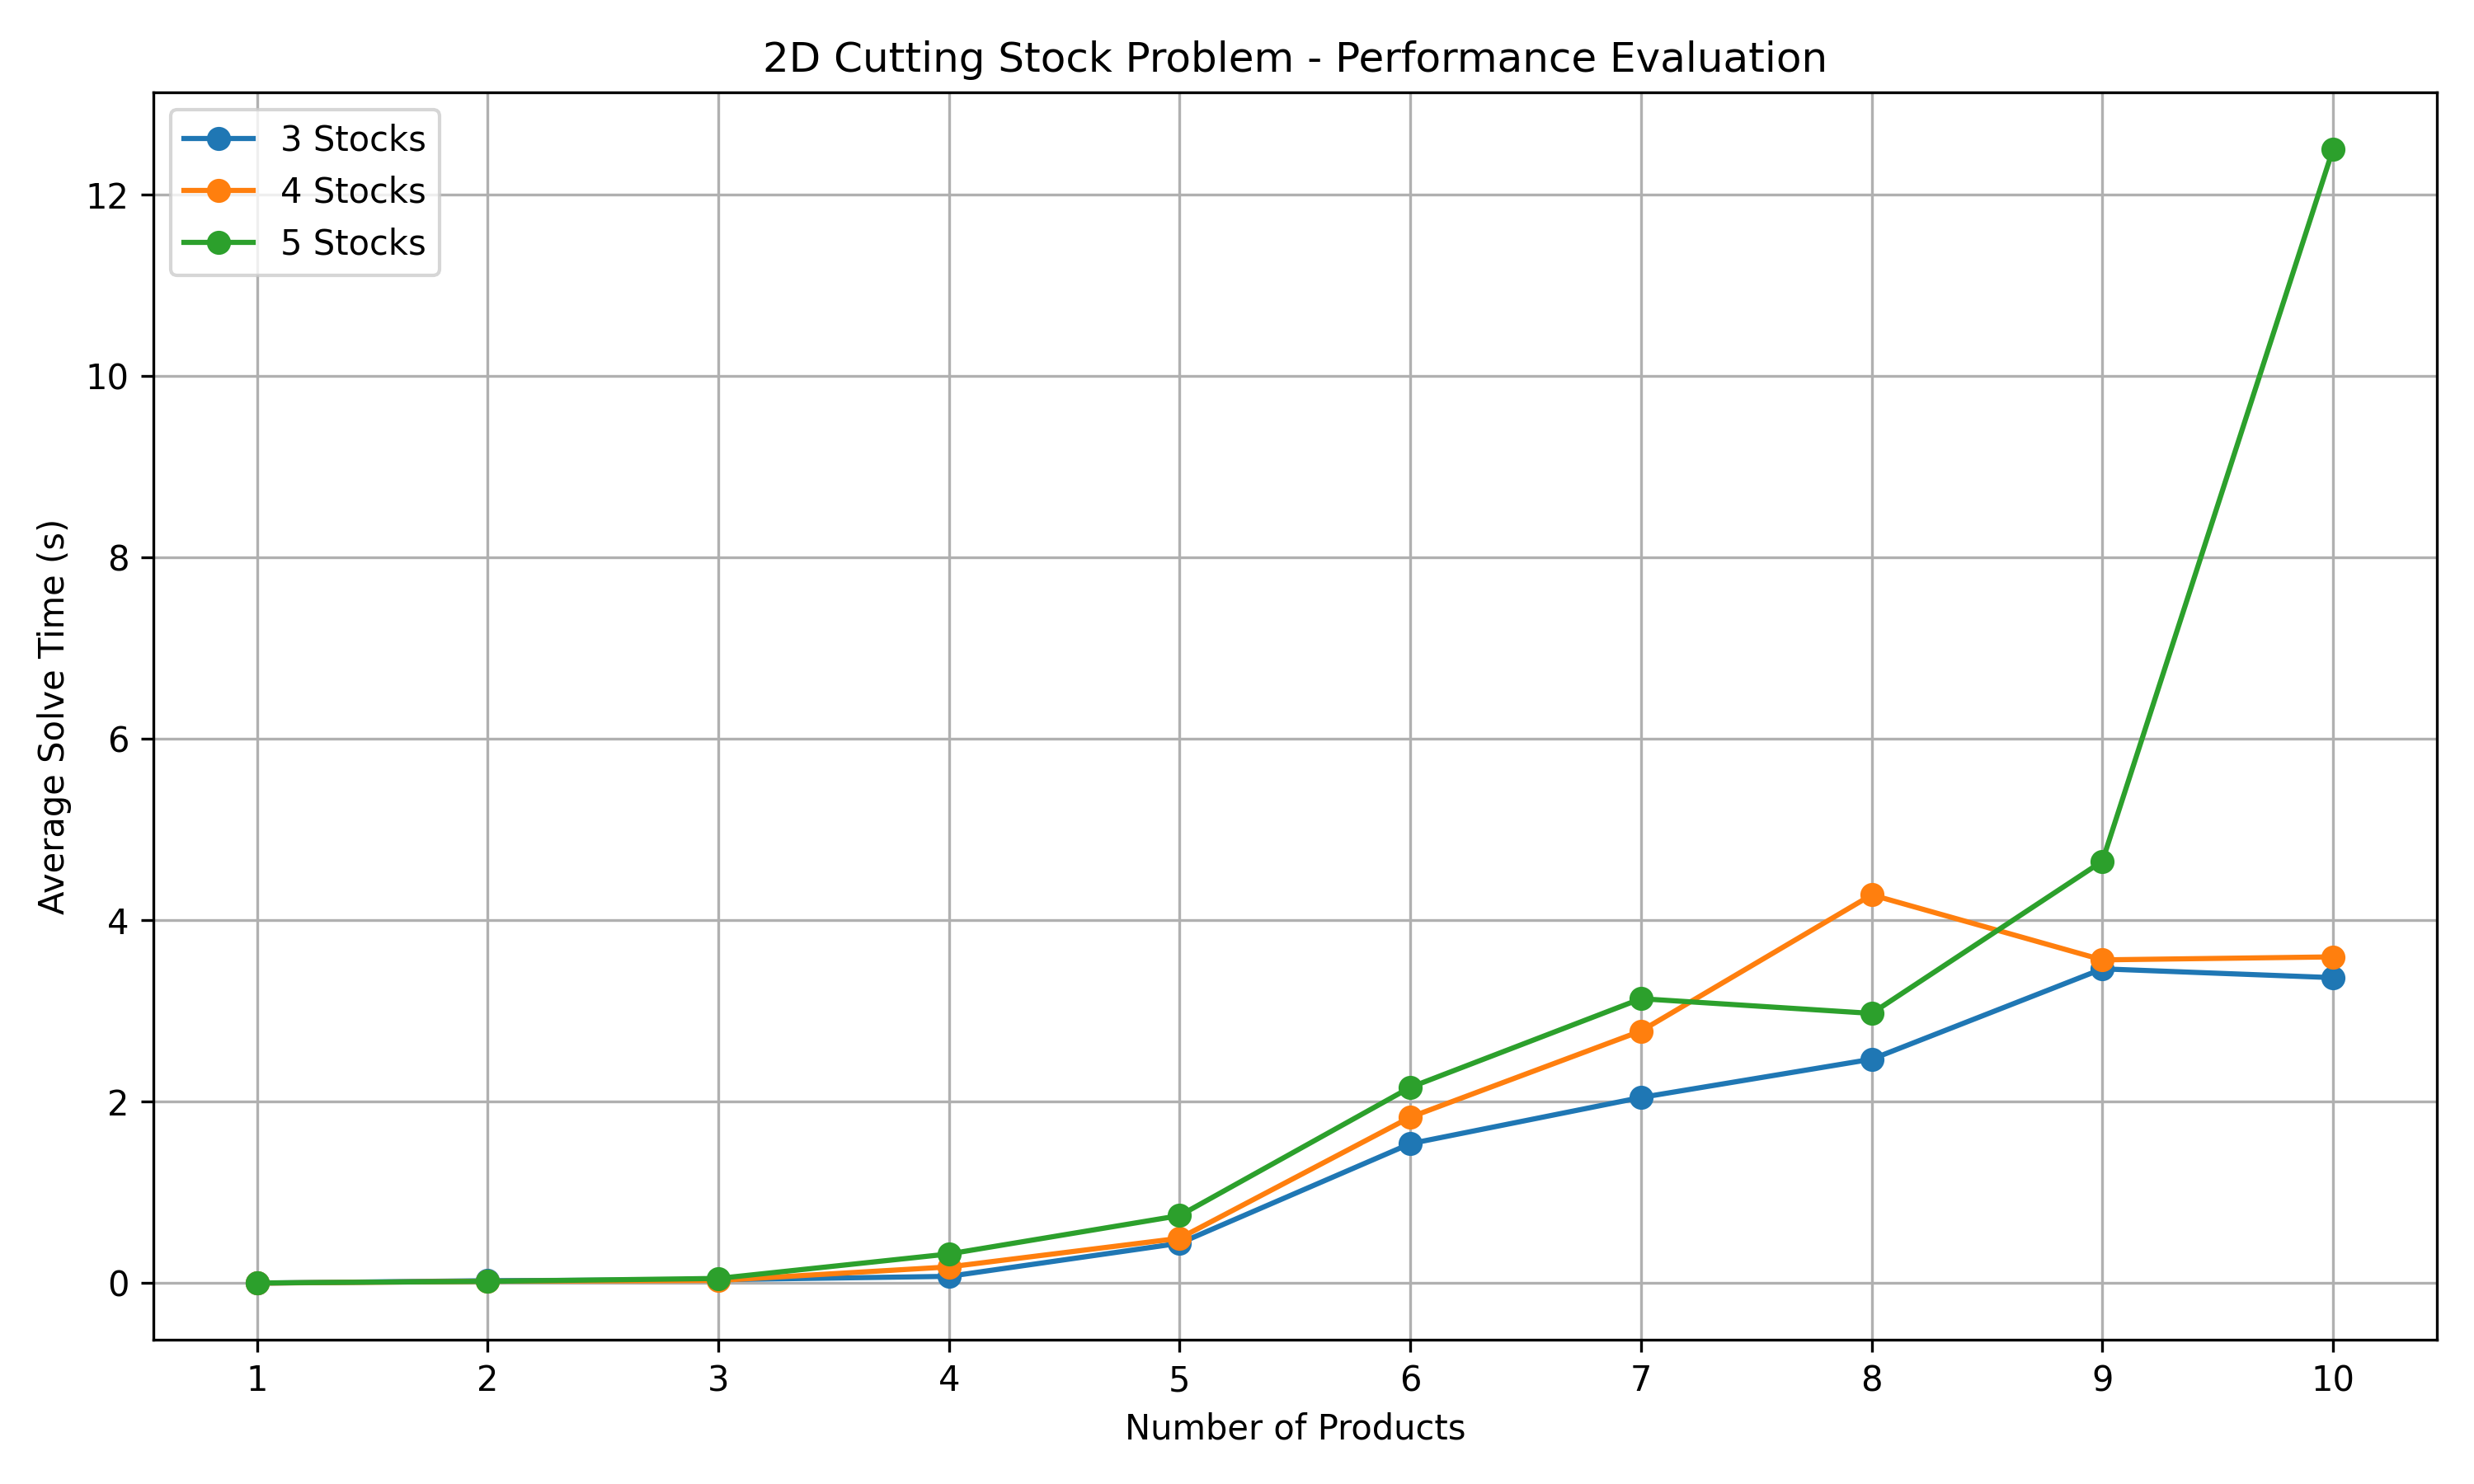 2D Cutting Stock Problem - Performance Evaluation
3 Stocks
4 Stocks
5 Stocks
12
10
8
6
4
2
0
Average Solve Time (s)
1 2 3 4 5 6 7 8 9 10
Number of Products